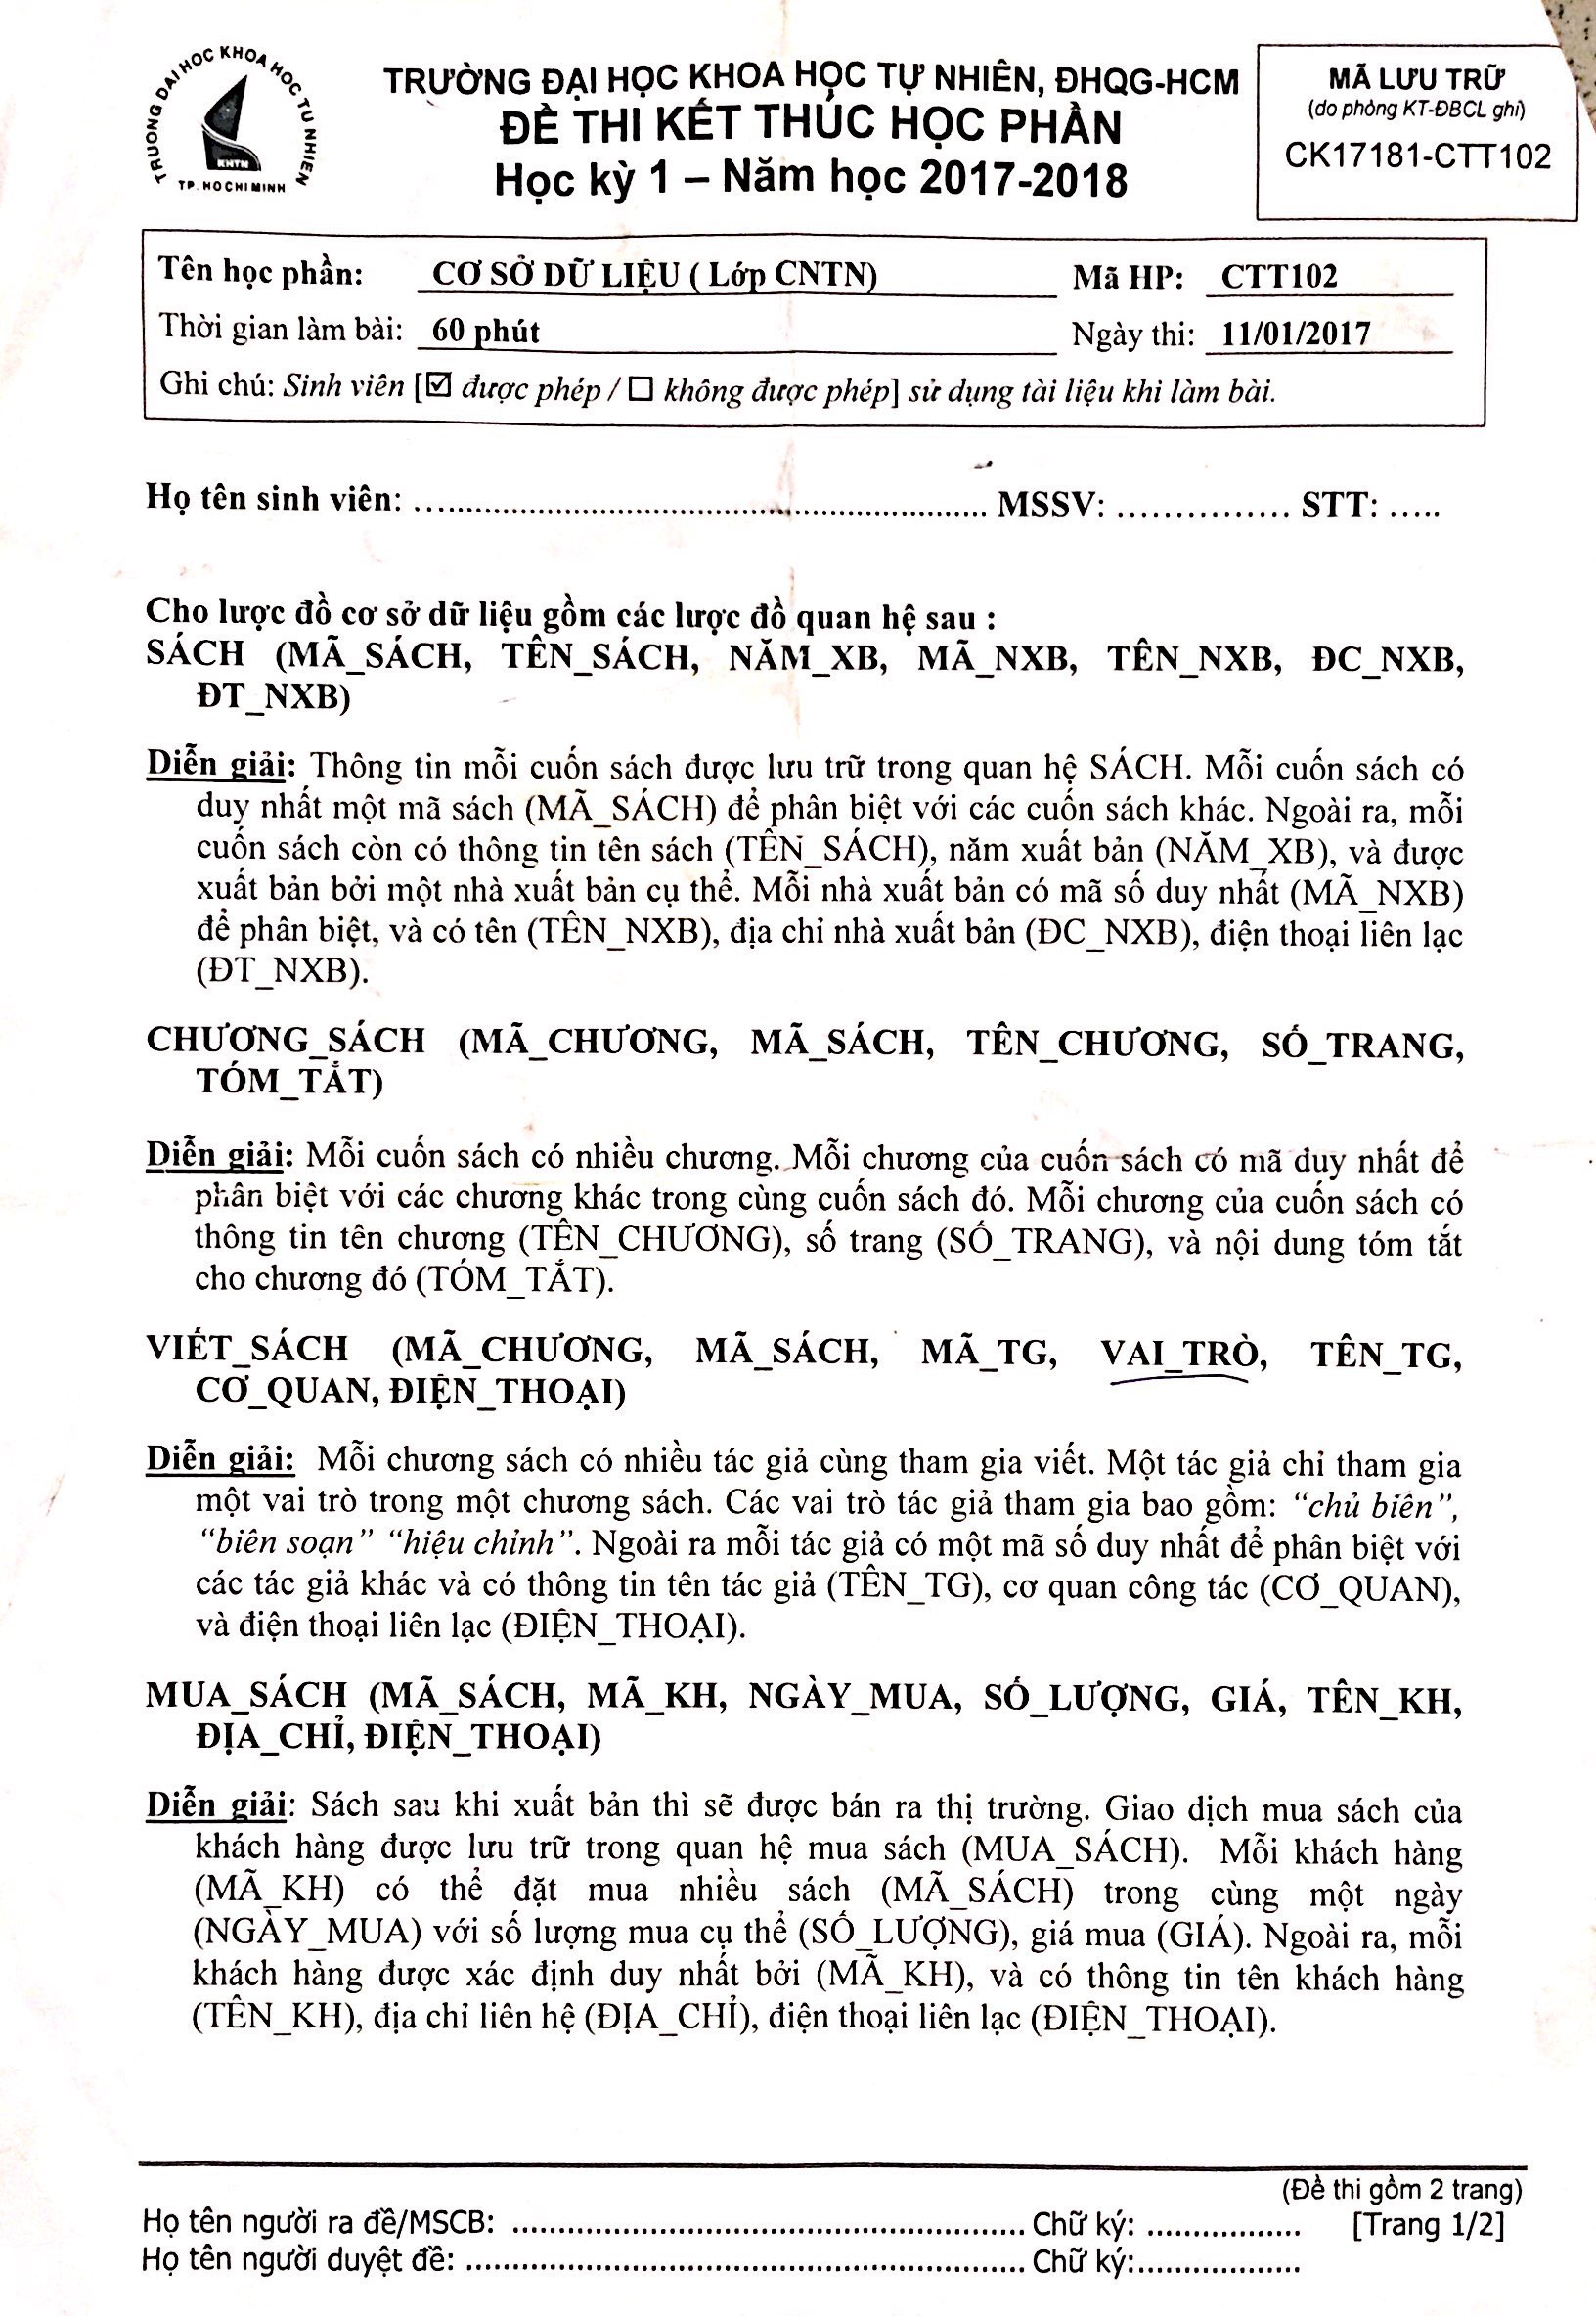 TRƯỜNG ĐẠI HỌC KHOA HỌC TỰ NHIÊN, ĐHQG-HCM
ĐỀ THI KẾT THÚC HỌC PHẦN
Học kỳ 1 – Năm học 2017-2018
TRUONG DAI HOC KHOA HOC TU NHIEN
KHTN
TP. HO CHI MINH
MÃ LƯU TRỮ
(do phòng KT-ĐBCL ghi)
CK17181-CTT102
Tên học phần: CƠ SỞ DỮ LIỆU ( Lớp CNTN) Mã HP: CTT102
Thời gian làm bài: 60 phút Ngày thi: 11/01/2017
Ghi chú: Sinh viên [☑ được phép / ☐ không được phép] sử dụng tài liệu khi làm bài.
Họ tên sinh viên: ........................................................... MSSV: ............... STT: .....
Cho lược đồ cơ sở dữ liệu gồm các lược đồ quan hệ sau :
SÁCH (MÃ_SÁCH, TÊN_SÁCH, NĂM_XB, MÃ_NXB, TÊN_NXB, ĐC_NXB,
ĐT_NXB)
Diễn giải: Thông tin mỗi cuốn sách được lưu trữ trong quan hệ SÁCH. Mỗi cuốn sách có
duy nhất một mã sách (MÃ_SÁCH) để phân biệt với các cuốn sách khác. Ngoài ra, mỗi
cuốn sách còn có thông tin tên sách (TÊN_SÁCH), năm xuất bản (NĂM_XB), và được
xuất bản bởi một nhà xuất bản cụ thể. Mỗi nhà xuất bản có mã số duy nhất (MÃ_NXB)
để phân biệt, và có tên (TÊN_NXB), địa chỉ nhà xuất bản (ĐC_NXB), điện thoại liên lạc
(ĐT_NXB).
CHƯƠNG_SÁCH (MÃ_CHƯƠNG, MÃ_SÁCH, TÊN_CHƯƠNG, SỐ_TRANG,
TÓM_TẮT)
Diễn giải: Mỗi cuốn sách có nhiều chương. Mỗi chương của cuốn sách có mã duy nhất để
phân biệt với các chương khác trong cùng cuốn sách đó. Mỗi chương của cuốn sách có
thông tin tên chương (TÊN_CHƯƠNG), số trang (SỐ_TRANG), và nội dung tóm tắt
cho chương đó (TÓM_TẮT).
VIẾT_SÁCH (MÃ_CHƯƠNG, MÃ_SÁCH, MÃ_TG, VAI_TRÒ, TÊN_TG,
CƠ_QUAN, ĐIỆN_THOẠI)
Diễn giải: Mỗi chương sách có nhiều tác giả cùng tham gia viết. Một tác giả chỉ tham gia
một vai trò trong một chương sách. Các vai trò tác giả tham gia bao gồm: “chủ biên”,
“biên soạn” “hiệu chỉnh”. Ngoài ra mỗi tác giả có một mã số duy nhất để phân biệt với
các tác giả khác và có thông tin tên tác giả (TÊN_TG), cơ quan công tác (CƠ_QUAN),
và điện thoại liên lạc (ĐIỆN_THOẠI).
MUA_SÁCH (MÃ_SÁCH, MÃ_KH, NGÀY_MUA, SỐ_LƯỢNG, GIÁ, TÊN_KH,
ĐỊA_CHỈ, ĐIỆN_THOẠI)
Diễn giải: Sách sau khi xuất bản thì sẽ được bán ra thị trường. Giao dịch mua sách của
khách hàng được lưu trữ trong quan hệ mua sách (MUA_SÁCH). Mỗi khách hàng
(MÃ_KH) có thể đặt mua nhiều sách (MÃ_SÁCH) trong cùng một ngày
(NGÀY_MUA) với số lượng mua cụ thể (SỐ_LƯỢNG), giá mua (GIÁ). Ngoài ra, mỗi
khách hàng được xác định duy nhất bởi (MÃ_KH), và có thông tin tên khách hàng
(TÊN_KH), địa chỉ liên hệ (ĐỊA_CHỈ), điện thoại liên lạc (ĐIỆN_THOẠI).
(Đề thi gồm 2 trang)
Họ tên người ra đề/MSCB: ........................................................ Chữ ký: ................. [Trang 1/2]
Họ tên người duyệt đề: ............................................................. Chữ ký:..................